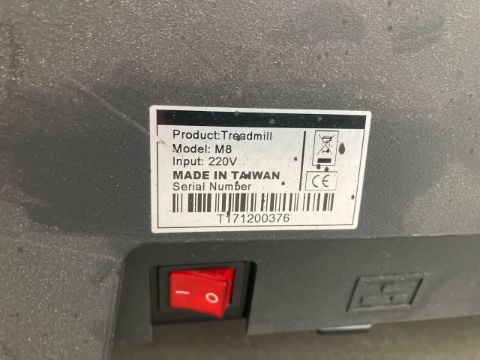 Product:Treadmill
Model: M8
Input: 220V
MADE IN TAIWAN
Serial Number
CE
T171200376